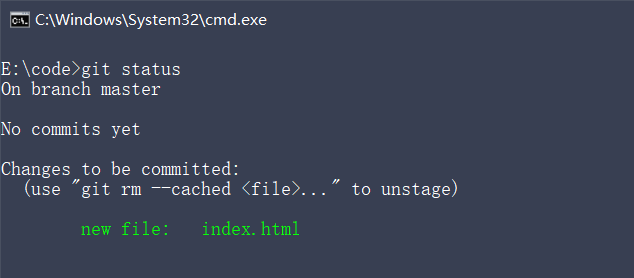 C:\Windows\System32\cmd.exe
E:\code>git status
On branch master
No commits yet
Changes to be committed:
  (use "git rm --cached <file>..." to unstage)
        new file:   index.html